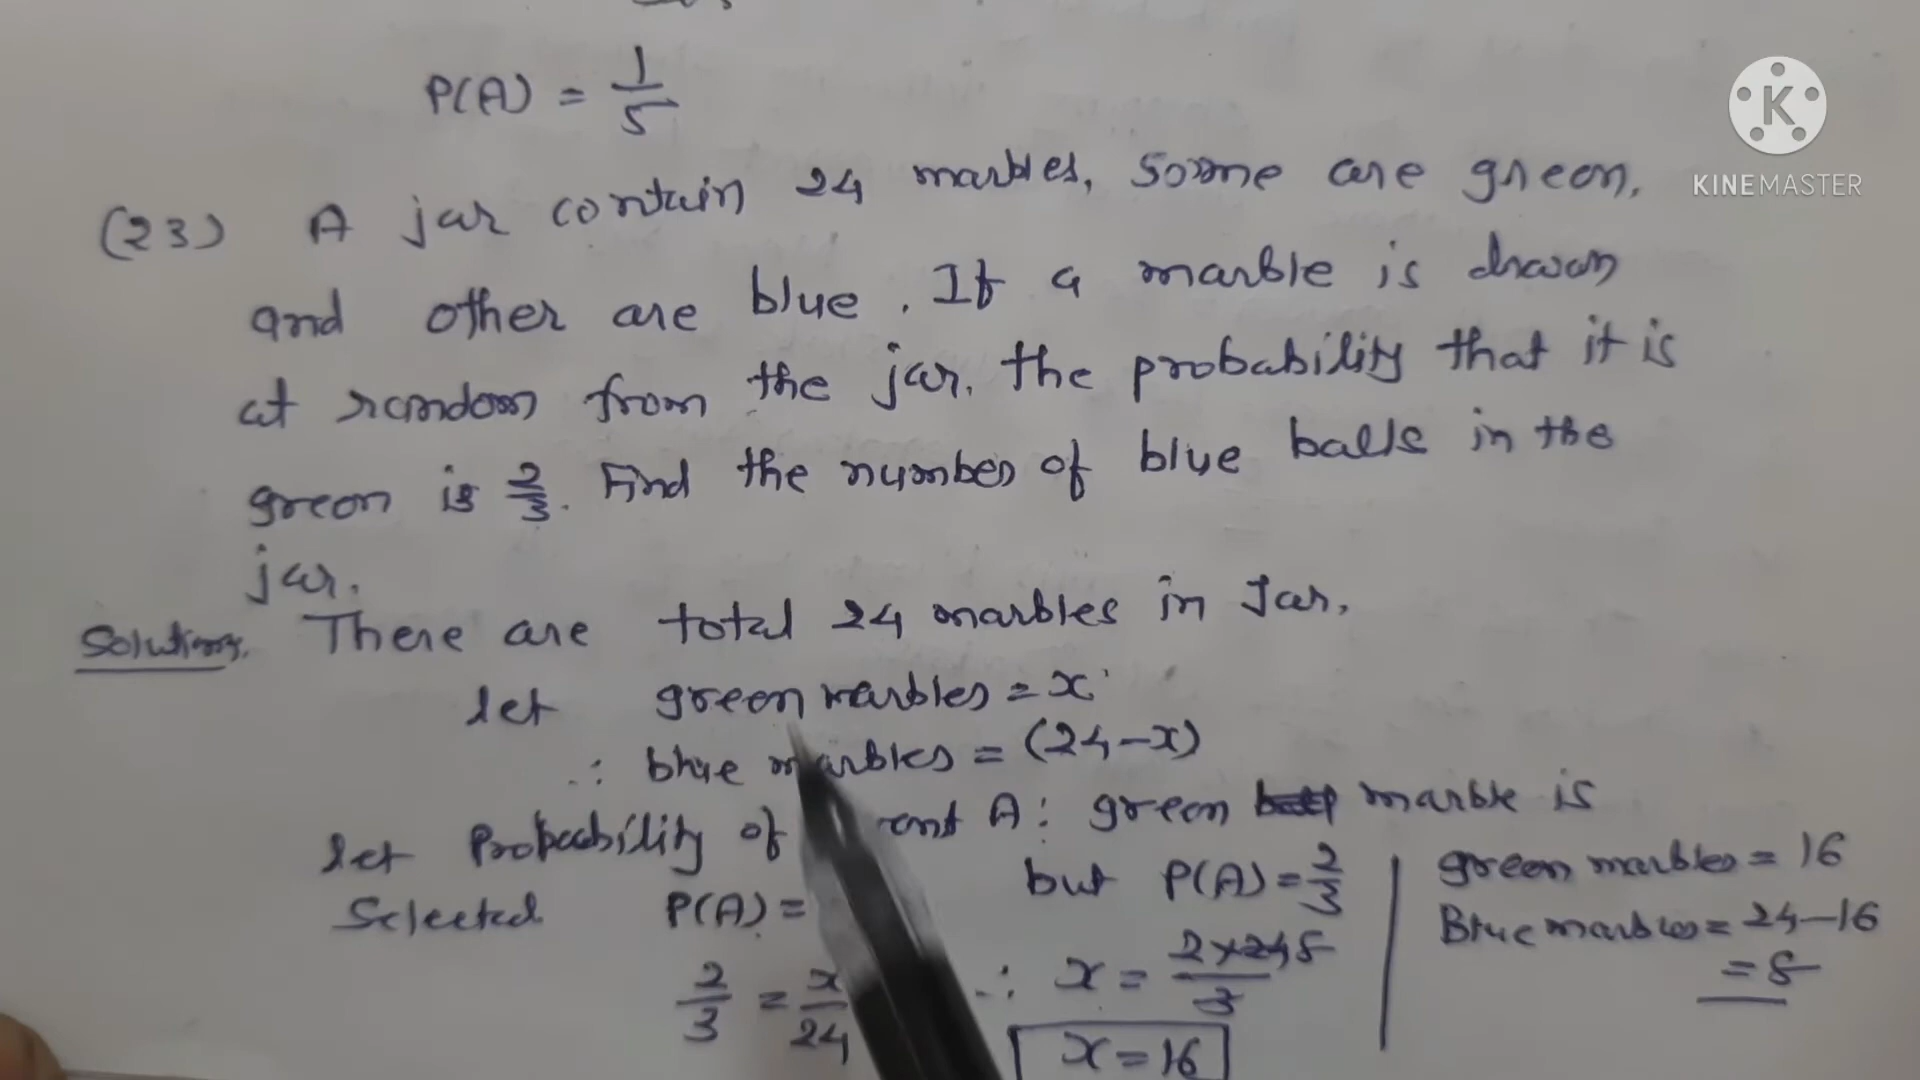 P(A) = 1/5
KINEMASTER
(23) A jar contain 24 marbles, some are green,
and other are blue. If a marble is drawn
at random from the jar. the probability that it is
green is 2/3. Find the number of blue balls in the
jar.
Solution. There are total 24 marbles in Jar.
let green marbles = x
∴ blue marbles = (24-x)
let Probability of A: green marble is
Selected P(A) = but P(A) = 2/3
2/3 = x/24 ∴ x = 2×24 8/3
x = 16
green marbles = 16
Blue marbles = 24-16
= 8